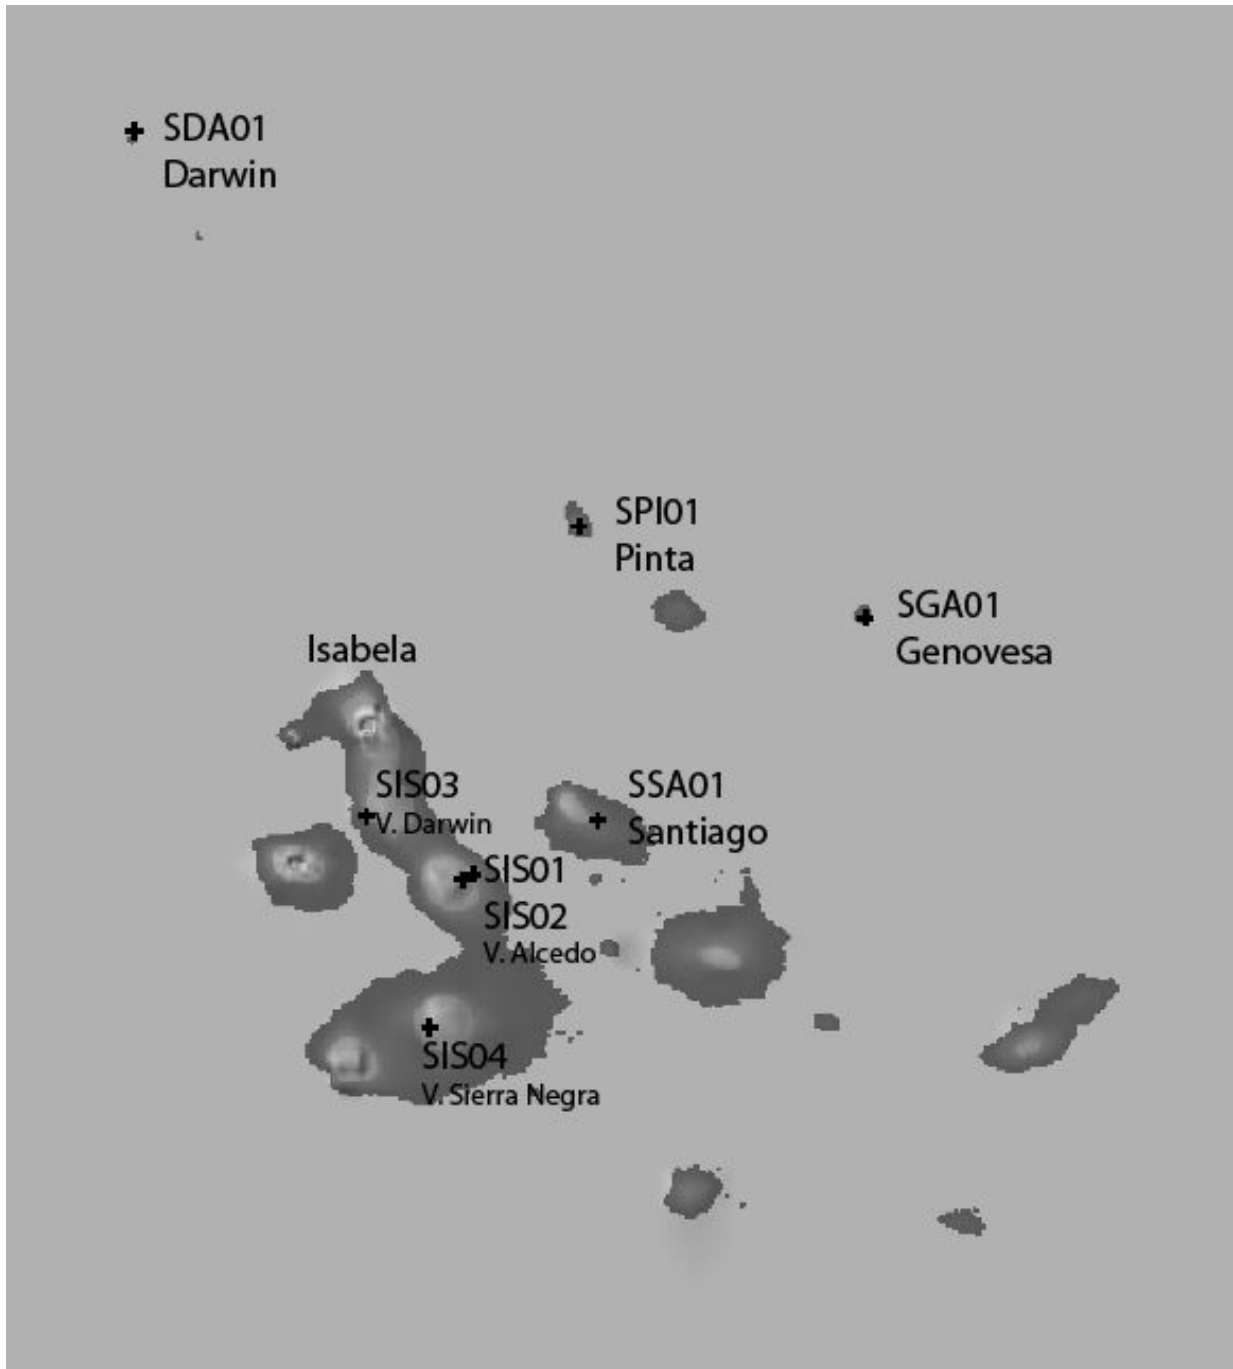 SDA01
Darwin
SPI01
Pinta
SGA01
Genovesa
Isabela
SIS03
V. Darwin
SSA01
Santiago
SIS01
SIS02
V. Alcedo
SIS04
V. Sierra Negra